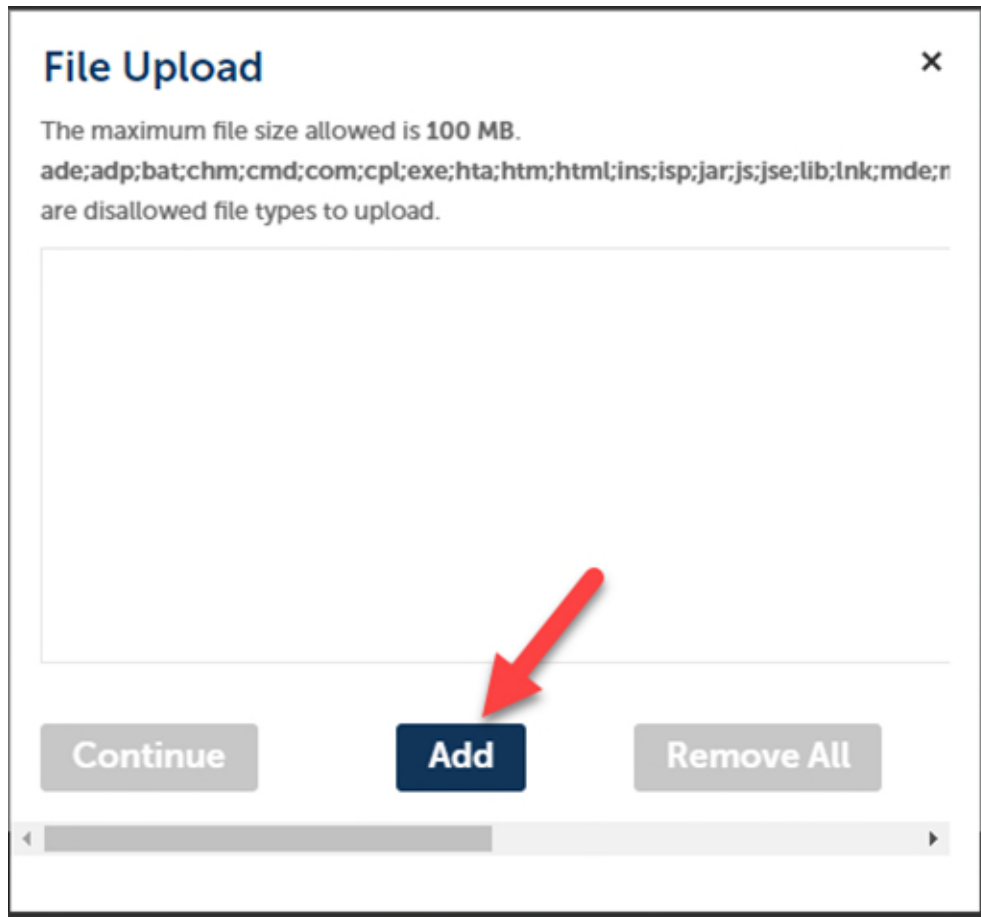 File Upload
The maximum file size allowed is 100 MB.
ade;adp;bat;chm;cmd;com;cpl;exe;hta;htm;html;ins;isp;jar;js;jse;lib;lnk;mde;
are disallowed file types to upload.
Continue
Add
Remove All